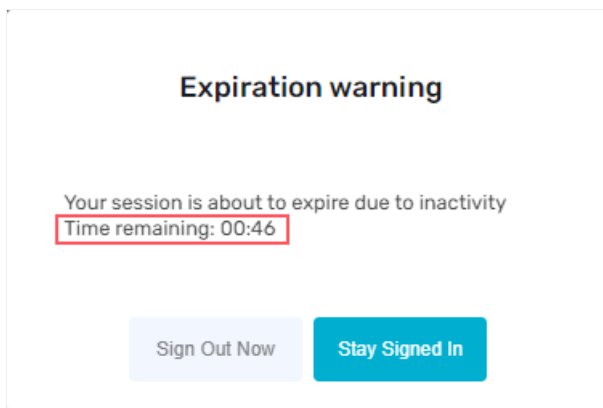 Expiration warning
Your session is about to expire due to inactivity
Time remaining: 00:46
Sign Out Now
Stay Signed In